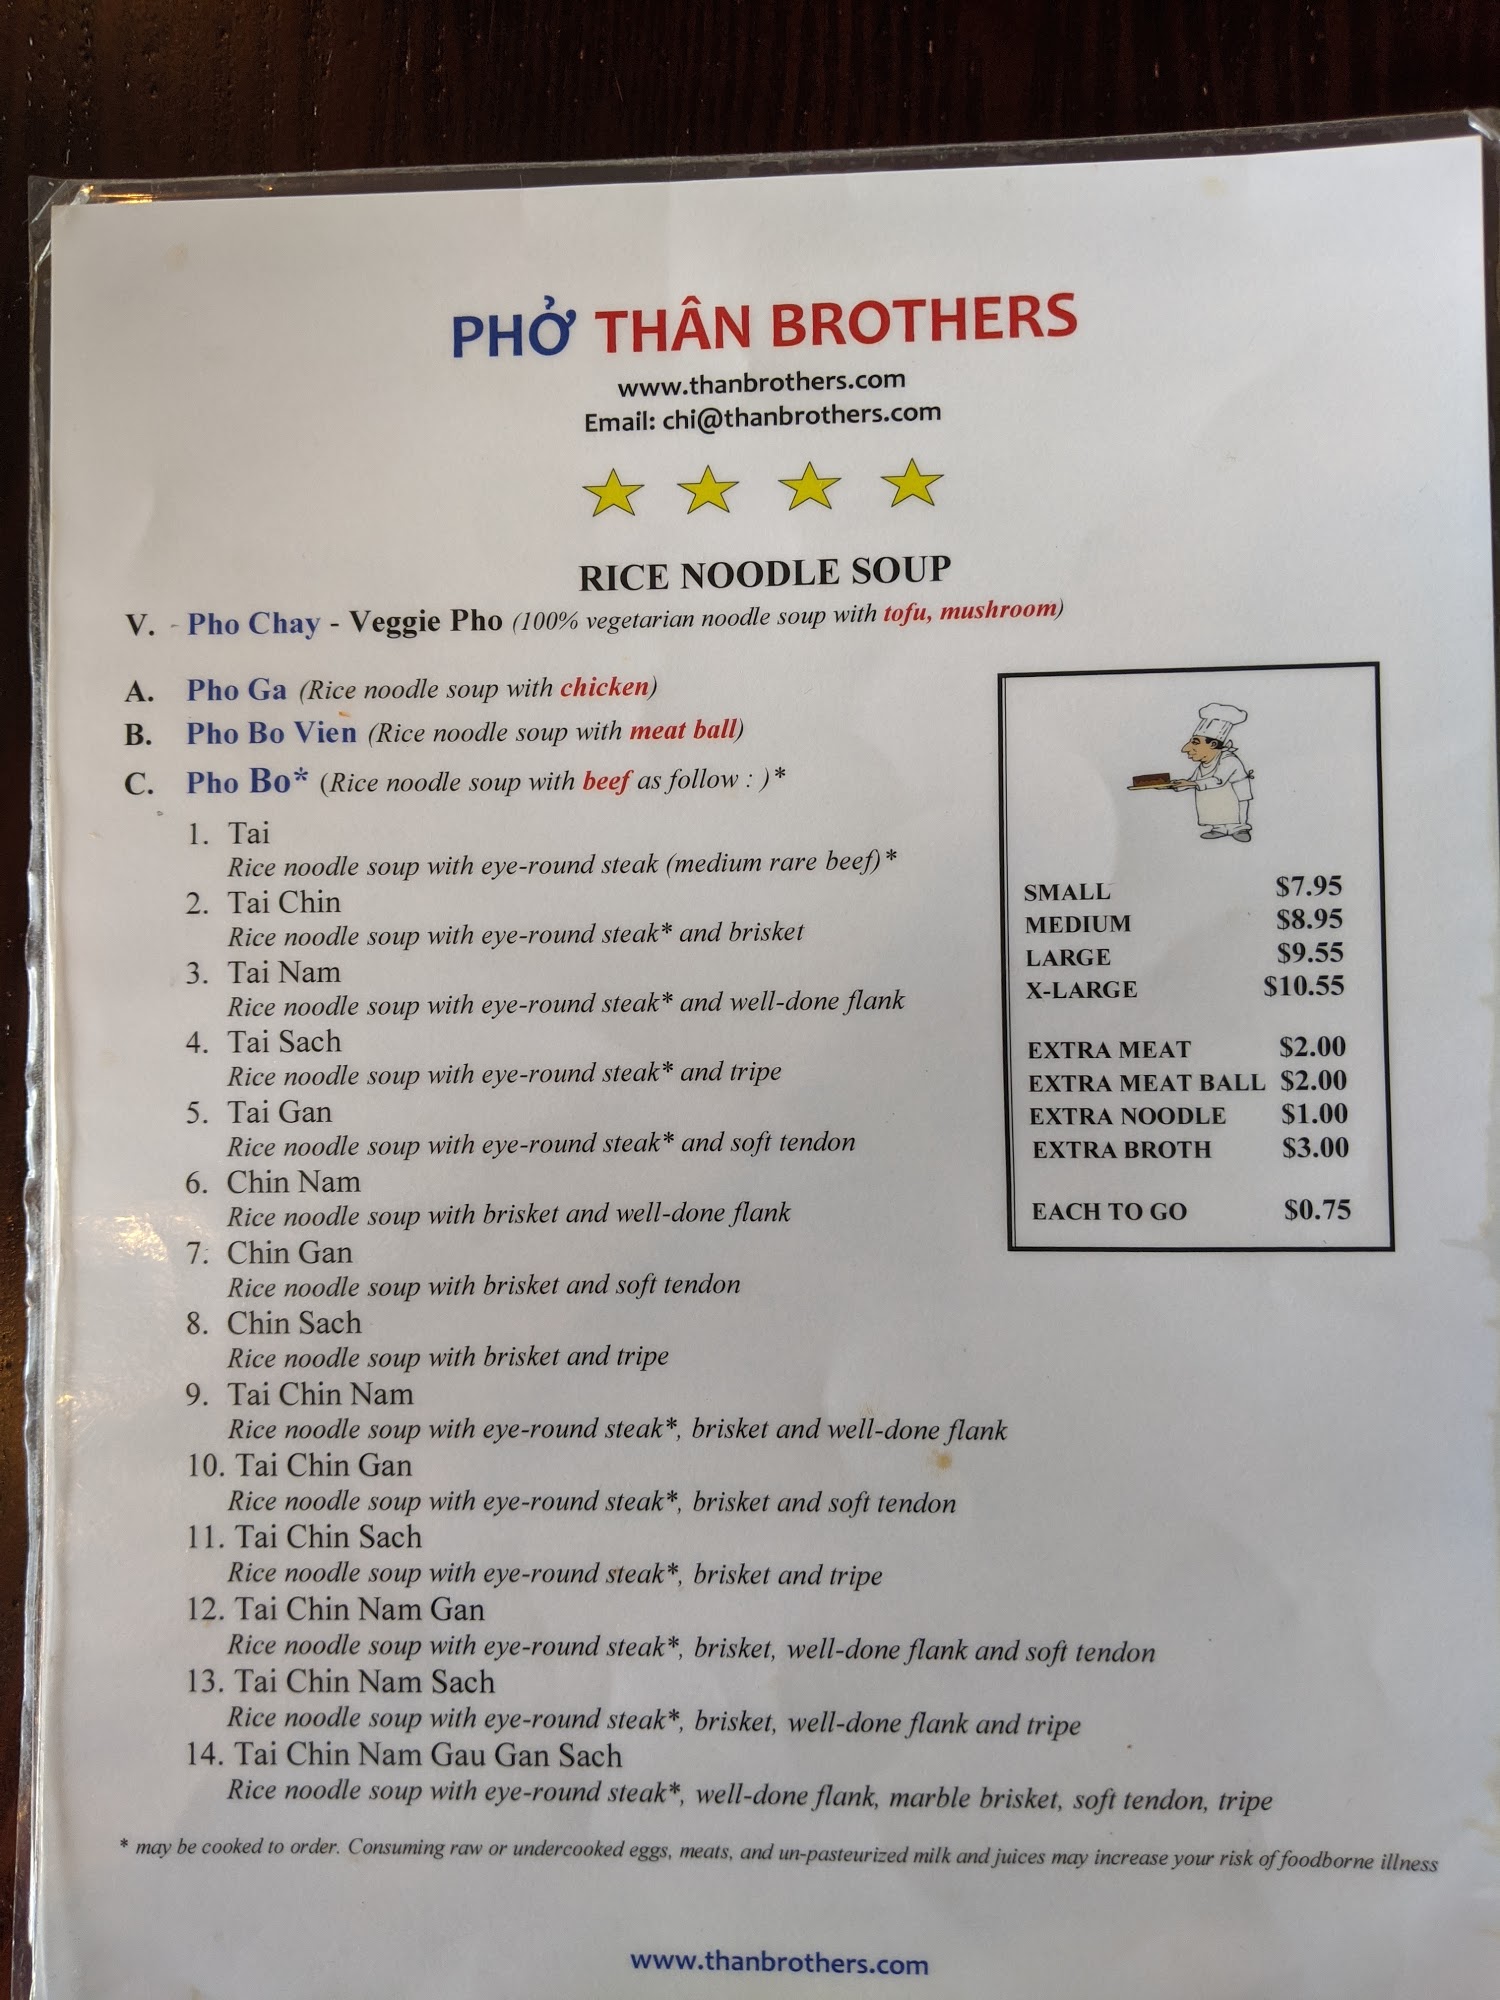 PHỞ THÂN BROTHERS
www.thanbrothers.com
Email: chi@thanbrothers.com
RICE NOODLE SOUP
V. - Pho Chay - Veggie Pho (100% vegetarian noodle soup with tofu, mushroom)
A. Pho Ga (Rice noodle soup with chicken)
B. Pho Bo Vien (Rice noodle soup with meat ball)
C. Pho Bo* (Rice noodle soup with beef as follow : )*
1. Tai
Rice noodle soup with eye-round steak (medium rare beef)*
2. Tai Chin
Rice noodle soup with eye-round steak* and brisket
3. Tai Nam
Rice noodle soup with eye-round steak* and well-done flank
4. Tai Sach
Rice noodle soup with eye-round steak* and tripe
5. Tai Gan
Rice noodle soup with eye-round steak* and soft tendon
6. Chin Nam
Rice noodle soup with brisket and well-done flank
7. Chin Gan
Rice noodle soup with brisket and soft tendon
8. Chin Sach
Rice noodle soup with brisket and tripe
9. Tai Chin Nam
Rice noodle soup with eye-round steak*, brisket and well-done flank
10. Tai Chin Gan
Rice noodle soup with eye-round steak*, brisket and soft tendon
11. Tai Chin Sach
Rice noodle soup with eye-round steak*, brisket and tripe
12. Tai Chin Nam Gan
Rice noodle soup with eye-round steak*, brisket, well-done flank and soft tendon
13. Tai Chin Nam Sach
Rice noodle soup with eye-round steak*, brisket, well-done flank and tripe
14. Tai Chin Nam Gau Gan Sach
Rice noodle soup with eye-round steak*, well-done flank, marble brisket, soft tendon, tripe
SMALL $7.95
MEDIUM $8.95
LARGE $9.55
X-LARGE $10.55
EXTRA MEAT $2.00
EXTRA MEAT BALL $2.00
EXTRA NOODLE $1.00
EXTRA BROTH $3.00
EACH TO GO $0.75
* may be cooked to order. Consuming raw or undercooked eggs, meats, and un-pasteurized milk and juices may increase your risk of foodborne illness
www.thanbrothers.com